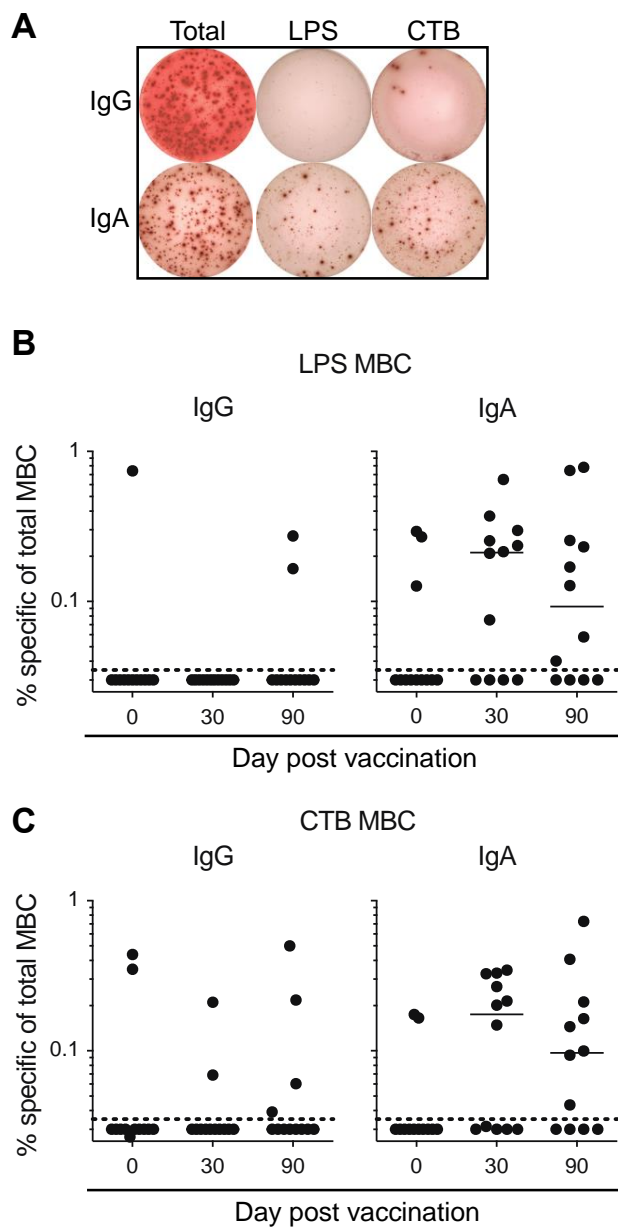 A
Total LPS CTB
IgG
IgA
B
LPS MBC
IgG IgA
% specific of total MBC
1
0.1
0 30 90 0 30 90
Day post vaccination
C
CTB MBC
IgG IgA
% specific of total MBC
1
0.1
0 30 90 0 30 90
Day post vaccination